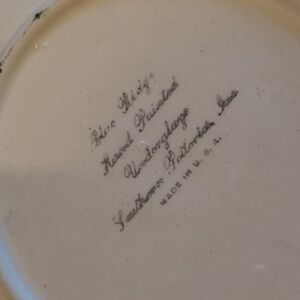 Blue Ridge
Hand Painted
Underglaze
Southern Potteries, Inc.
MADE IN U.S.A.